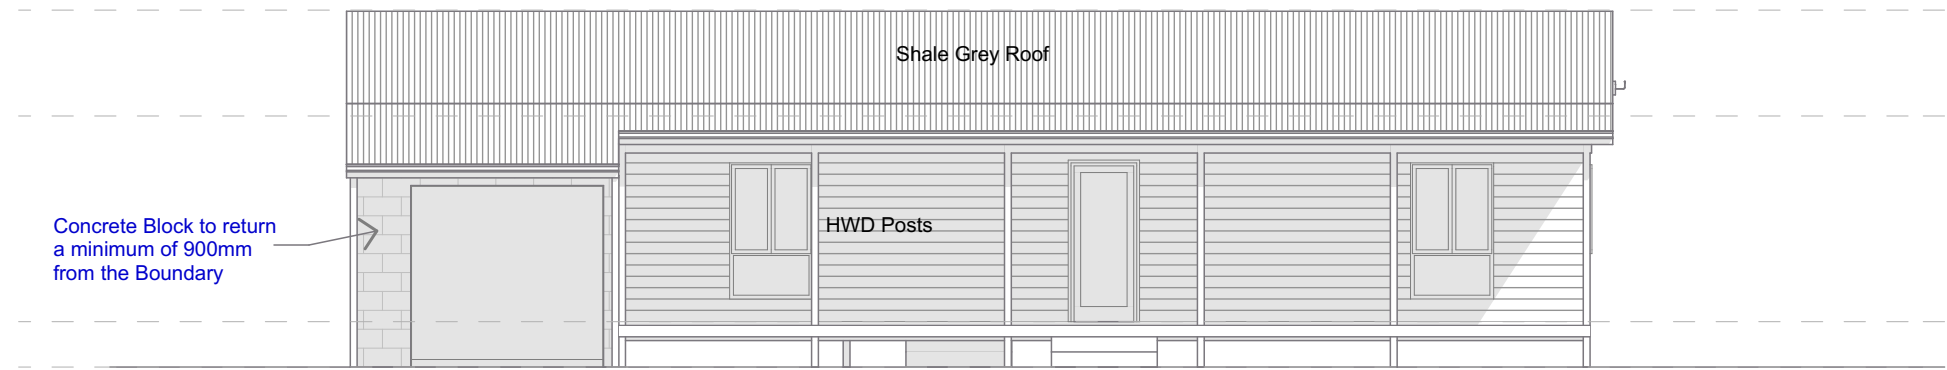 Shale Grey Roof
HWD Posts
Concrete Block to return
a minimum of 900mm
from the Boundary